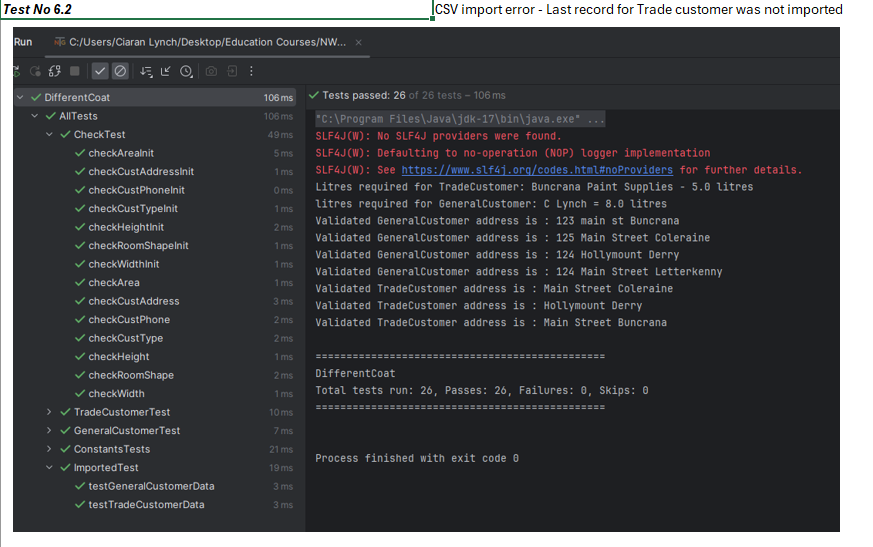 Test No 6.2
CSV import error - Last record for Trade customer was not imported
Run
C:/Users/Ciaran Lynch/Desktop/Education Courses/NW...
DifferentCoat 106 ms
AllTests 106 ms
CheckTest 49 ms
checkAreaInit 5 ms
checkCustAddressInit 1 ms
checkCustPhoneInit 0 ms
checkCustTypeInit 1 ms
checkHeightInit 2 ms
checkRoomShapeInit 1 ms
checkWidthInit 1 ms
checkArea 1 ms
checkCustAddress 3 ms
checkCustPhone 2 ms
checkCustType 2 ms
checkHeight 1 ms
checkRoomShape 2 ms
checkWidth 1 ms
TradeCustomerTest 10 ms
GeneralCustomerTest 7 ms
ConstantsTests 21 ms
ImportedTest 19 ms
testGeneralCustomerData 3 ms
testTradeCustomerData 3 ms
Tests passed: 26 of 26 tests – 106 ms
"C:\Program Files\Java\jdk-17\bin\java.exe" ...
SLF4J(W): No SLF4J providers were found.
SLF4J(W): Defaulting to no-operation (NOP) logger implementation
SLF4J(W): See https://www.slf4j.org/codes.html#noProviders for further details.
Litres required for TradeCustomer: Buncrana Paint Supplies - 5.0 litres
litres required for GeneralCustomer: C Lynch = 8.0 litres
Validated GeneralCustomer address is : 123 main st Buncrana
Validated GeneralCustomer address is : 125 Main Street Coleraine
Validated GeneralCustomer address is : 124 Hollymount Derry
Validated GeneralCustomer address is : 124 Main Street Letterkenny
Validated TradeCustomer address is : Main Street Coleraine
Validated TradeCustomer address is : Hollymount Derry
Validated TradeCustomer address is : Main Street Buncrana
===============================================
DifferentCoat
Total tests run: 26, Passes: 26, Failures: 0, Skips: 0
===============================================
Process finished with exit code 0